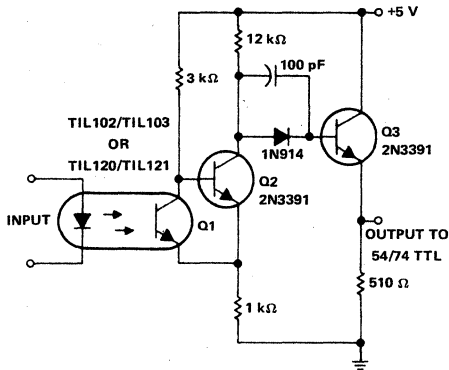 +5 V
12 kΩ
100 pF
3 kΩ
TIL102/TIL103
OR
TIL120/TIL121
1N914
Q3
2N3391
Q2
2N3391
INPUT
Q1
OUTPUT TO
54/74 TTL
1 kΩ
510 Ω